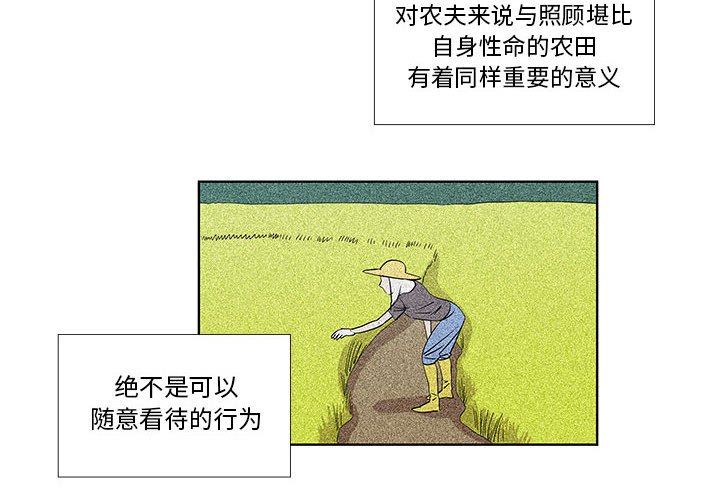 对农夫来说与照顾堪比
自身性命的农田
有着同样重要的意义
绝不是可以
随意看待的行为